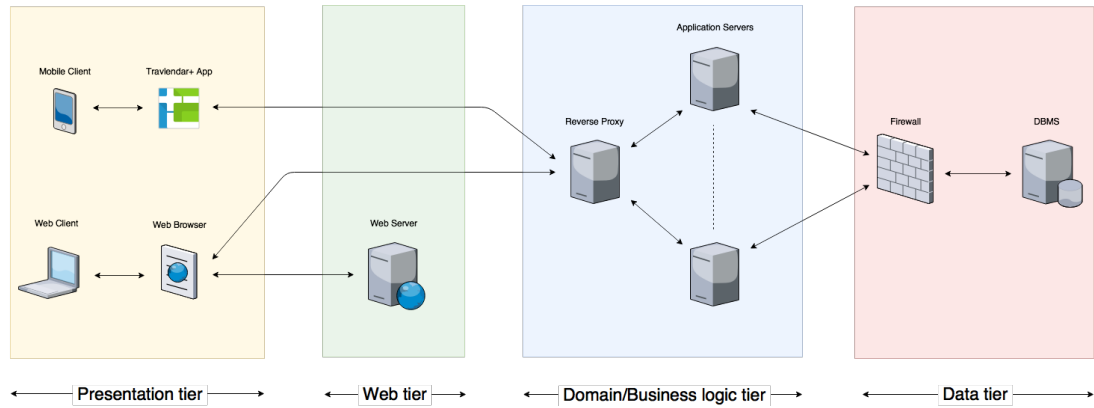 Application Servers
Mobile Client
Travlendar+ App
Reverse Proxy
Firewall
DBMS
Web Client
Web Browser
Web Server
Presentation tier
Web tier
Domain/Business logic tier
Data tier